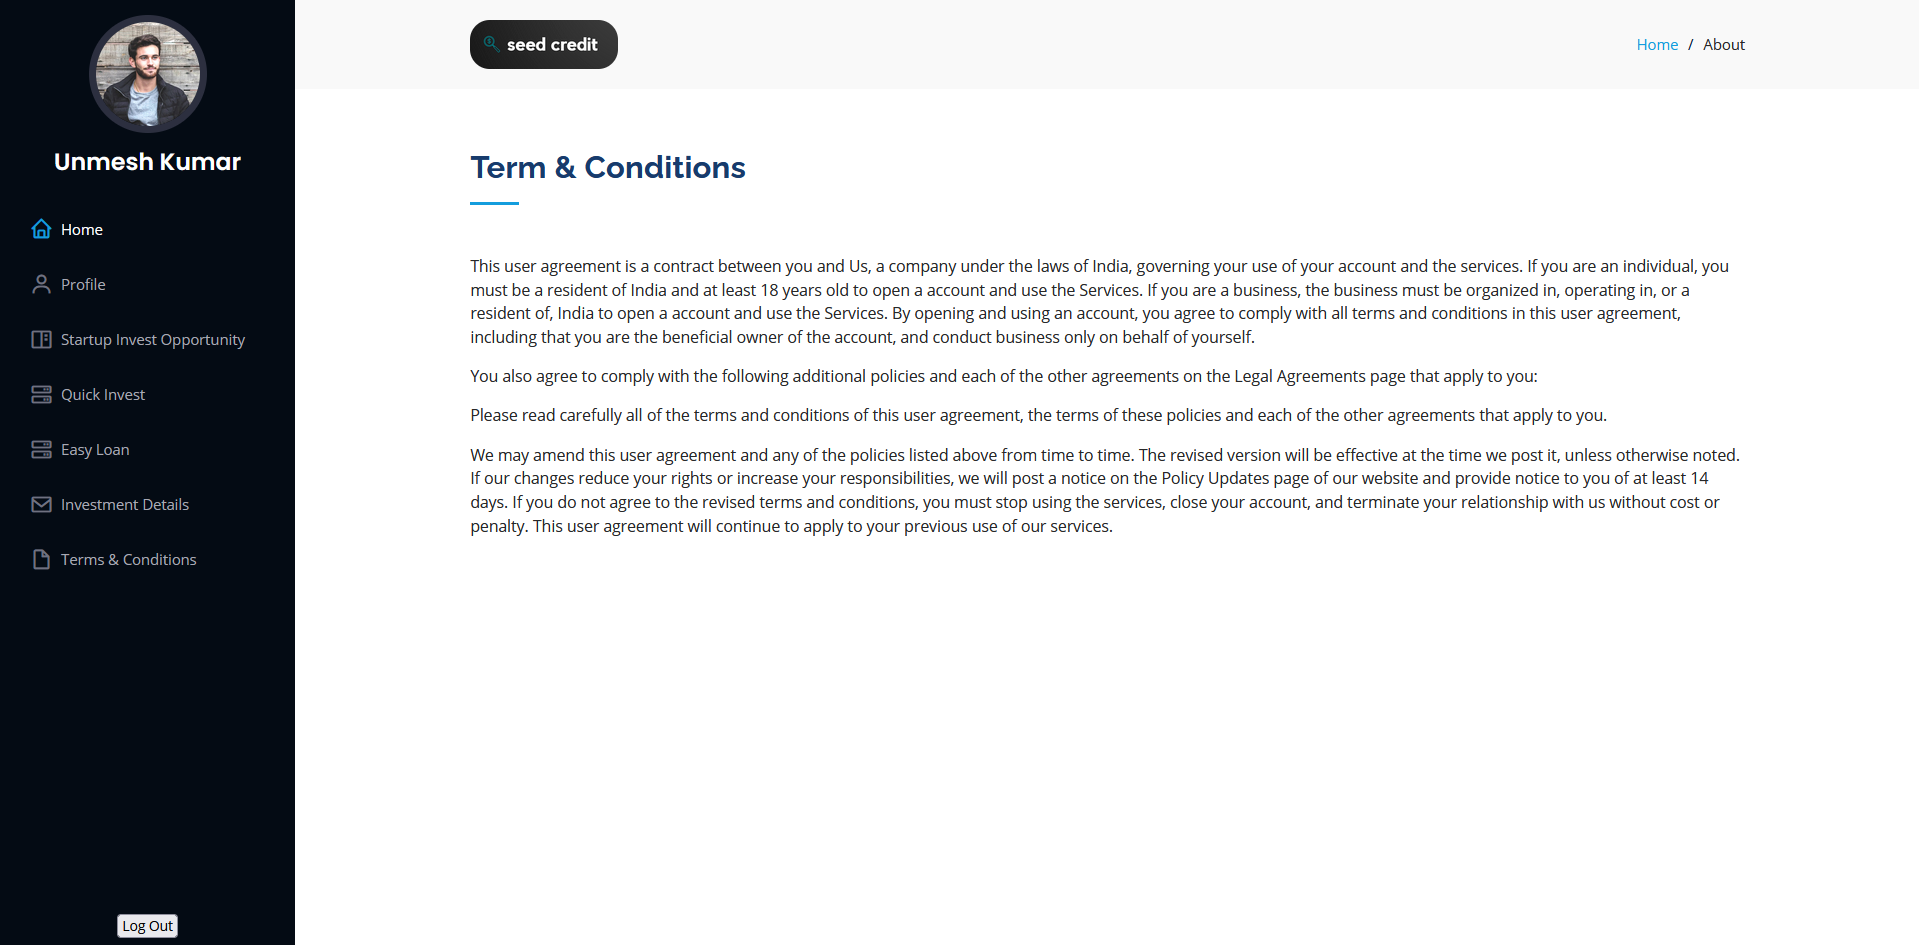 Unmesh Kumar
Home
Profile
Startup Invest Opportunity
Quick Invest
Easy Loan
Investment Details
Terms & Conditions
Log Out
seed credit
Home / About
Term & Conditions
This user agreement is a contract between you and Us, a company under the laws of India, governing your use of your account and the services. If you are an individual, you
must be a resident of India and at least 18 years old to open a account and use the Services. If you are a business, the business must be organized in, operating in, or a
resident of, India to open a account and use the Services. By opening and using an account, you agree to comply with all terms and conditions in this user agreement,
including that you are the beneficial owner of the account, and conduct business only on behalf of yourself.
You also agree to comply with the following additional policies and each of the other agreements on the Legal Agreements page that apply to you:
Please read carefully all of the terms and conditions of this user agreement, the terms of these policies and each of the other agreements that apply to you.
We may amend this user agreement and any of the policies listed above from time to time. The revised version will be effective at the time we post it, unless otherwise noted.
If our changes reduce your rights or increase your responsibilities, we will post a notice on the Policy Updates page of our website and provide notice to you of at least 14
days. If you do not agree to the revised terms and conditions, you must stop using the services, close your account, and terminate your relationship with us without cost or
penalty. This user agreement will continue to apply to your previous use of our services.